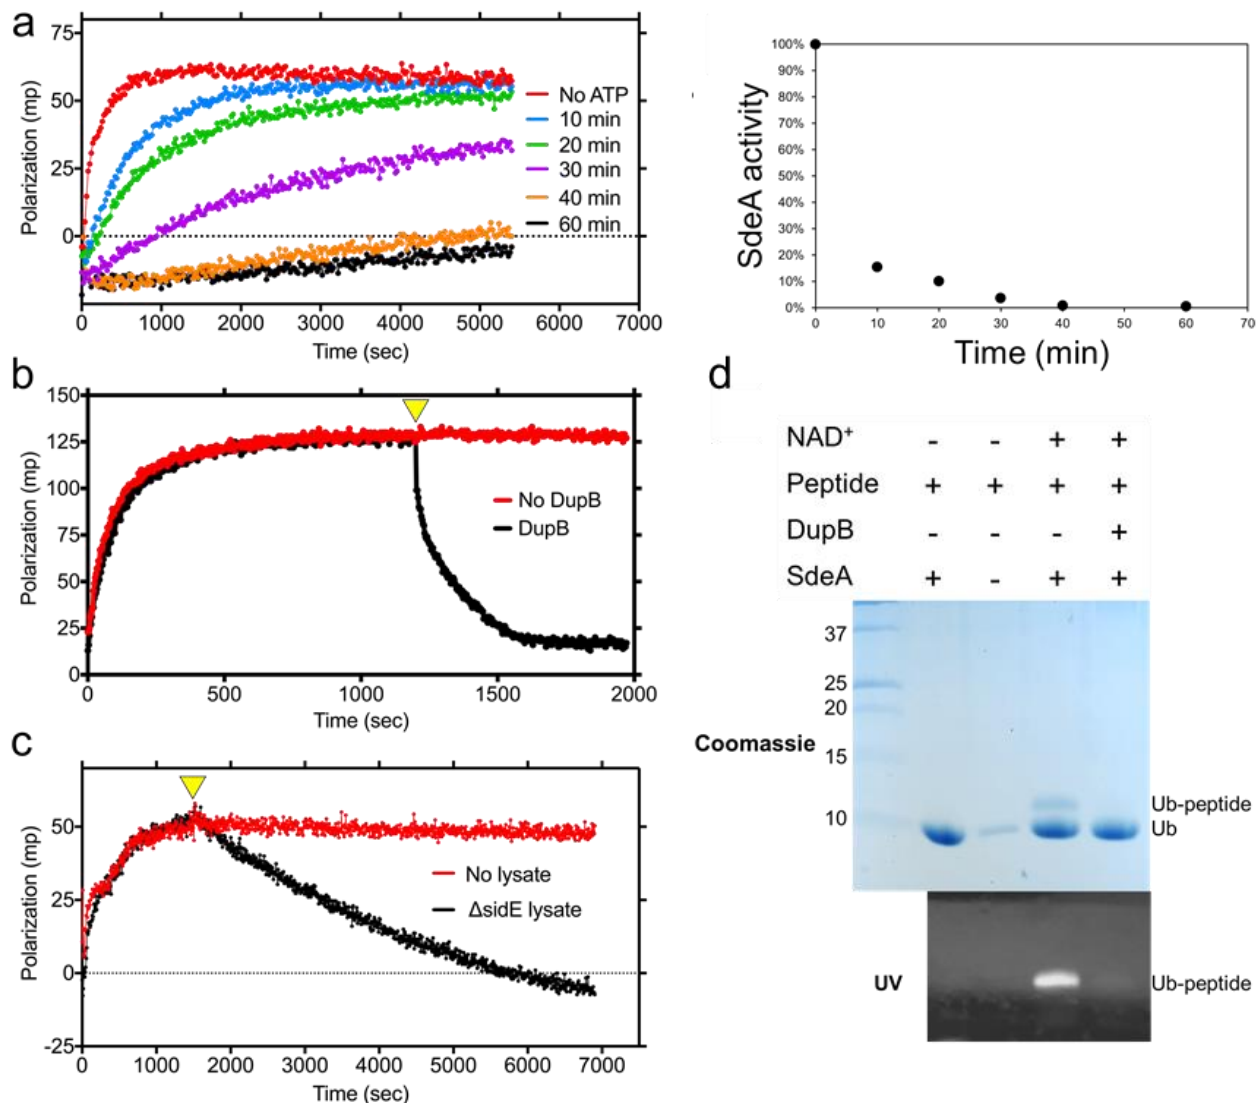 a
Polarization (mp)
75
50
25
0
No ATP
10 min
20 min
30 min
40 min
60 min
0 1000 2000 3000 4000 5000 6000 7000
Time (sec)
SdeA activity
100%
90%
80%
70%
60%
50%
40%
30%
20%
10%
0%
0 10 20 30 40 50 60 70
Time (min)
b
Polarization (mp)
150
125
100
75
50
25
0
No DupB
DupB
0 500 1000 1500 2000
Time (sec)
c
Polarization (mp)
50
25
0
-25
No lysate
ΔsidE lysate
0 1000 2000 3000 4000 5000 6000 7000
Time (sec)
d
NAD⁺ - - + +
Peptide + + + +
DupB - - - +
SdeA + - + +
37
25
20
15
10
Coomassie
Ub-peptide
Ub
UV
Ub-peptide